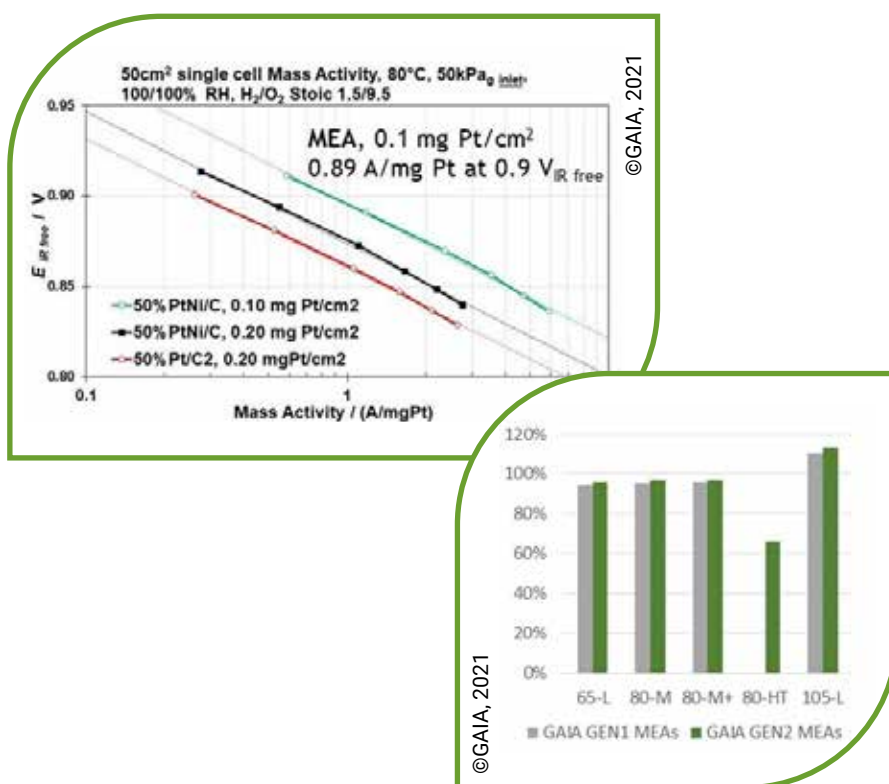 50cm² single cell Mass Activity, 80°C, 50kPag inlet,
100/100% RH, H2/O2 Stoic 1.5/9.5
MEA, 0.1 mg Pt/cm²
0.89 A/mg Pt at 0.9 VIR free
©GAIA, 2021
0.95
0.90
0.85
0.80
E IR free / V
50% PtNi/C, 0.10 mg Pt/cm2
50% PtNi/C, 0.20 mg Pt/cm2
50% Pt/C2, 0.20 mgPt/cm2
0.1
1
Mass Activity / (A/mgPt)
120%
100%
80%
60%
40%
20%
0%
65-L 80-M 80-M+ 80-HT 105-L
GAIA GEN1 MEAs GAIA GEN2 MEAs
©GAIA, 2021